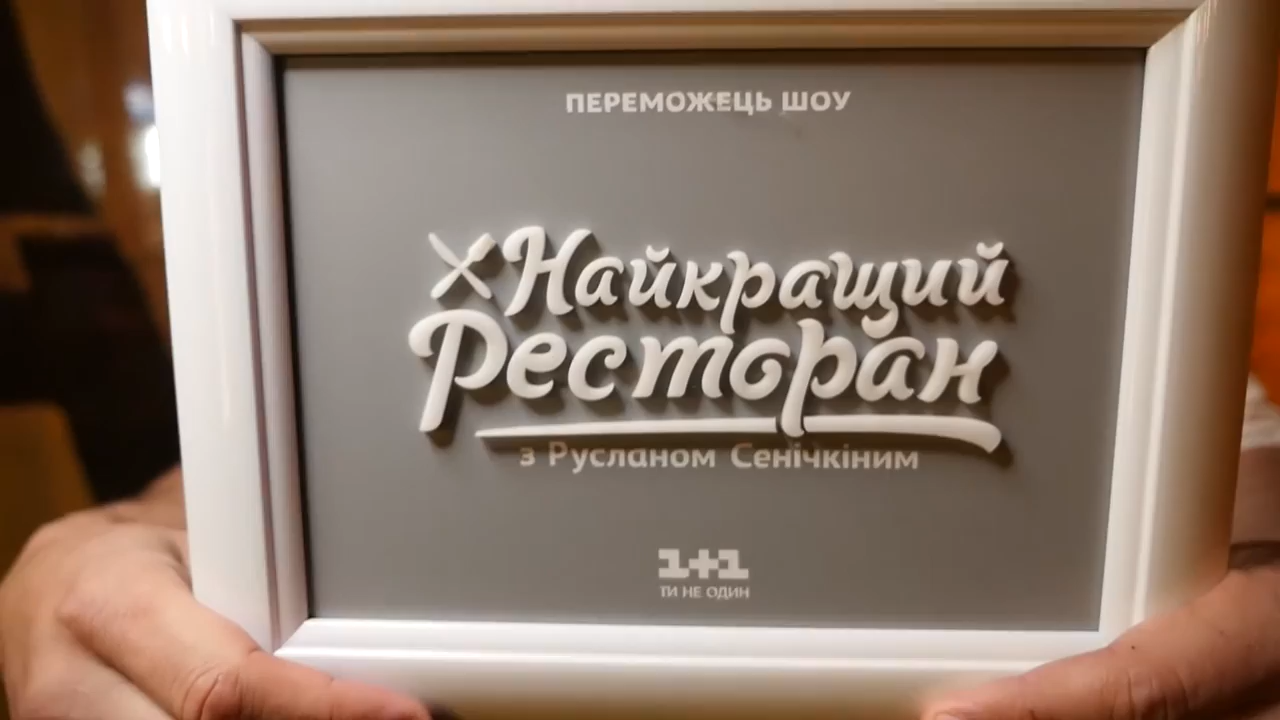 ПЕРЕМОЖЕЦЬ ШОУ
Найкращий
Ресторан
з Русланом Сенічкіним
1+1
ТИ НЕ ОДИН